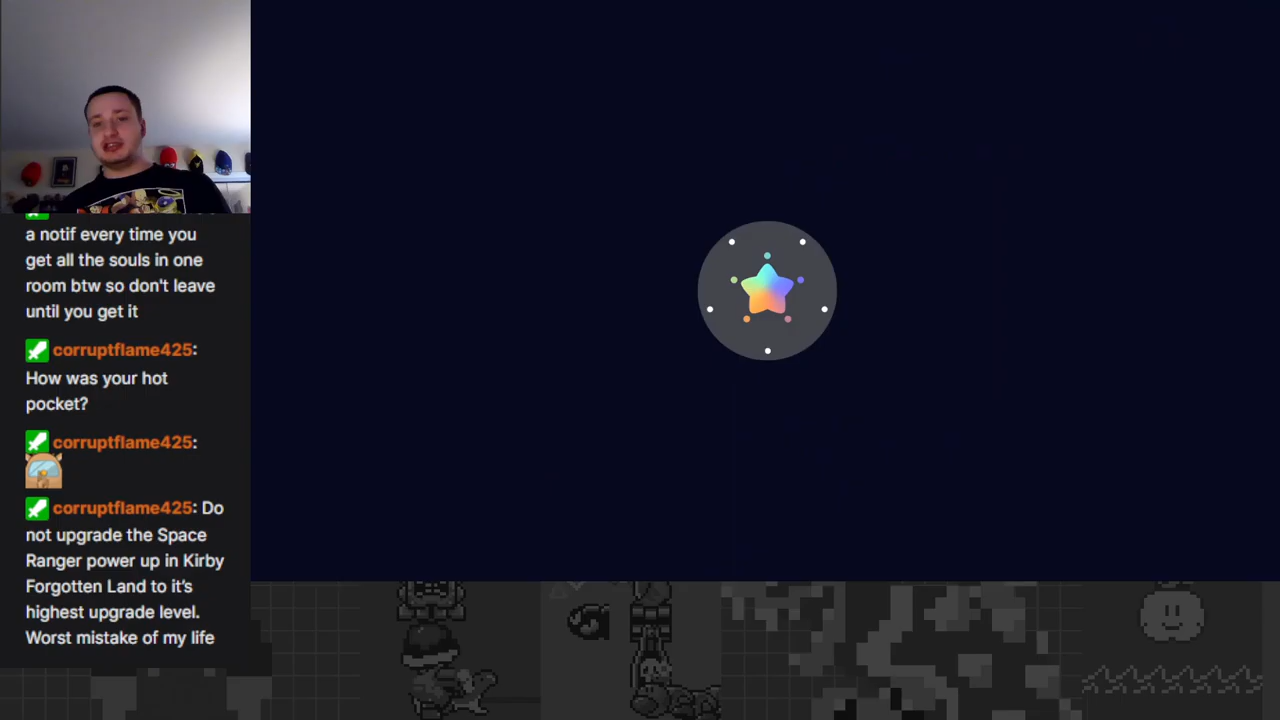 a notif every time you
get all the souls in one
room btw so don't leave
until you get it
corruptflame425:
How was your hot
pocket?
corruptflame425:
corruptflame425: Do
not upgrade the Space
Ranger power up in Kirby
Forgotten Land to it's
highest upgrade level.
Worst mistake of my life